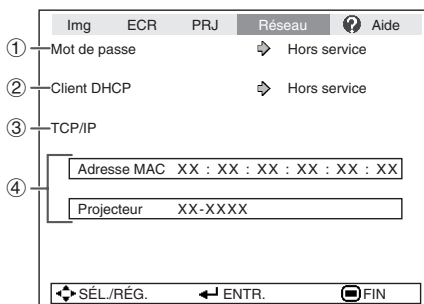 Img ECR PRJ Réseau ? Aide
① Mot de passe ⇨ Hors service
② Client DHCP ⇨ Hors service
③ TCP/IP
④
Adresse MAC XX : XX : XX : XX : XX : XX
Projecteur XX-XXXX
SÉL./RÉG. ENTR. FIN